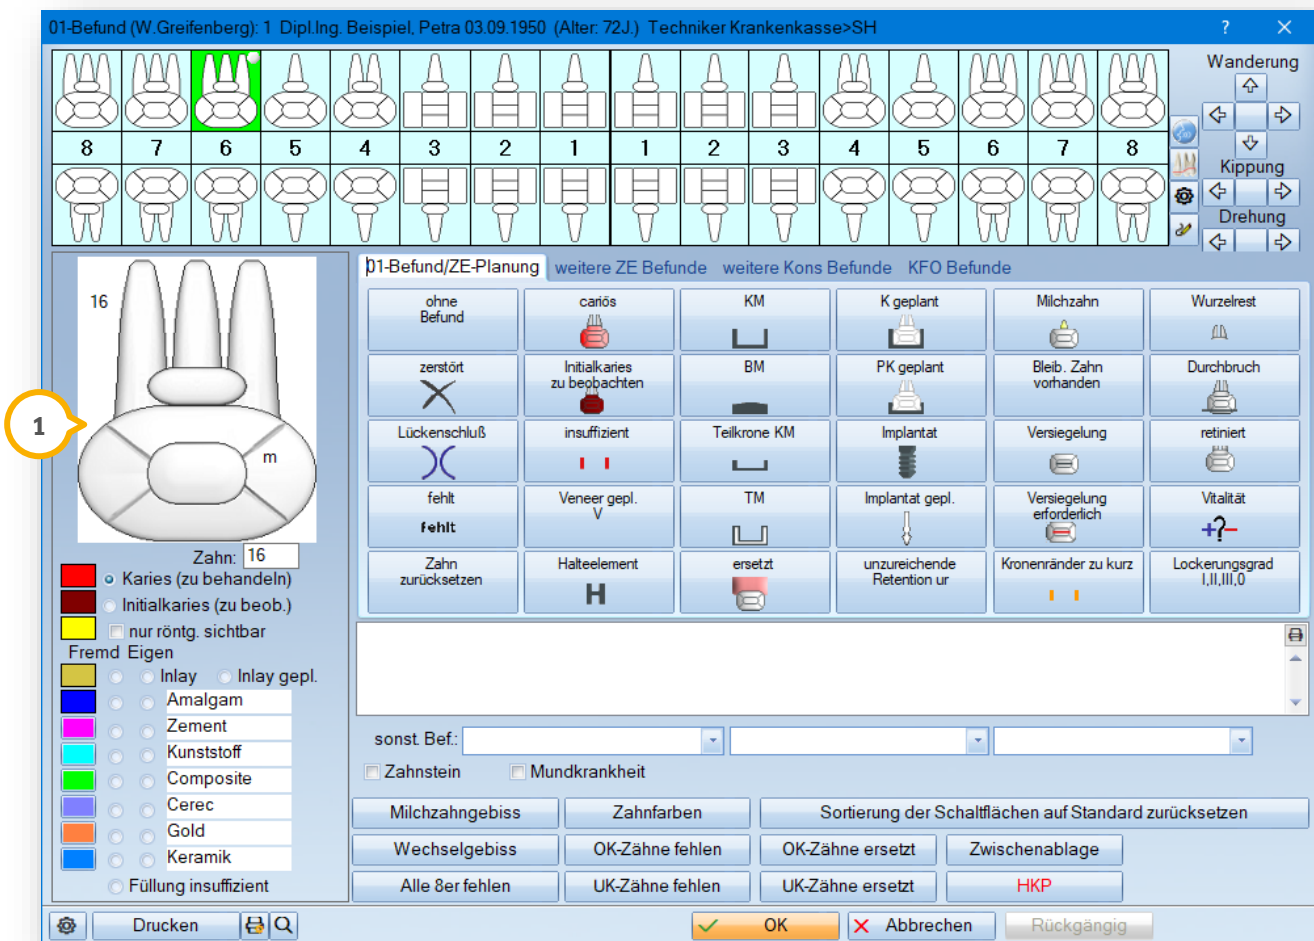 01-Befund (W.Greifenberg): 1 Dipl.Ing. Beispiel, Petra 03.09.1950 (Alter: 72J.) Techniker Krankenkasse>SH ?
Wanderung
8 7 6 5 4 3 2 1 1 2 3 4 5 6 7 8
Kippung
Drehung
01-Befund/ZE-Planung weitere ZE Befunde weitere Kons Befunde KFO Befunde
16
1
m
Zahn: 16
Karies (zu behandeln)
Initialkaries (zu beob.)
nur röntg. sichtbar
Fremd Eigen
Inlay Inlay gepl.
Amalgam
Zement
Kunststoff
Composite
Cerec
Gold
Keramik
Füllung insuffizient
ohne
Befund
cariös
KM
K geplant
Milchzahn
Wurzelrest
zerstört
Initialkaries
zu beobachten
BM
PK geplant
Bleib. Zahn
vorhanden
Durchbruch
Lückenschluß
insuffizient
Teilkrone KM
Implantat
Versiegelung
retiniert
fehlt
fehlt
Veneer gepl.
V
TM
Implantat gepl.
Versiegelung
erforderlich
Vitalität
+?-
Zahn
zurücksetzen
Halteelement
H
ersetzt
unzureichende
Retention ur
Kronenränder zu kurz
Lockerungsgrad
I,II,III,0
sonst. Bef.:
Zahnstein Mundkrankheit
Milchzahngebiss Zahnfarben Sortierung der Schaltflächen auf Standard zurücksetzen
Wechselgebiss OK-Zähne fehlen OK-Zähne ersetzt Zwischenablage
Alle 8er fehlen UK-Zähne fehlen UK-Zähne ersetzt HKP
Drucken OK Abbrechen Rückgängig